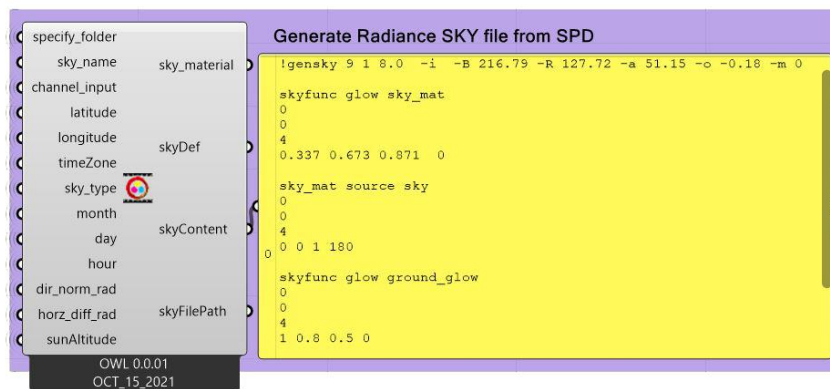 Generate Radiance SKY file from SPD
specify_folder
sky_name
channel_input
latitude
longitude
timeZone
sky_type
month
day
hour
dir_norm_rad
horz_diff_rad
sunAltitude
sky_material
skyDef
skyContent
skyFilePath
OWL 0.0.01
OCT_15_2021
0
!gensky 9 1 8.0 -i -B 216.79 -R 127.72 -a 51.15 -o -0.18 -m 0
skyfunc glow sky_mat
0
0
4
0.337 0.673 0.871 0
sky_mat source sky
0
0
4
0 0 1 180
skyfunc glow ground_glow
0
0
4
1 0.8 0.5 0